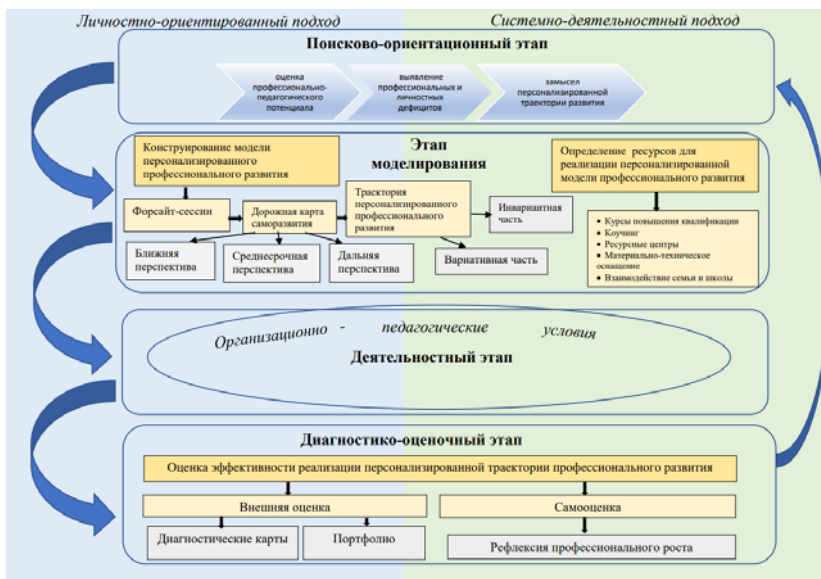 Личностно-ориентированный подход
Системно-деятельностный подход
Поисково-ориентационный этап
оценка
профессионально-
педагогического
потенциала
выявление
профессиональных и
личностных
дефицитов
замысел
персонализированной
траектории развития
Этап
моделирования
Конструирование модели
персонализированного
профессионального развития
Определение ресурсов для
реализации персонализированной
модели профессионального развития
Форсайт-сессии
Дорожная карта
саморазвития
Траектория
персонализированного
профессионального
развития
Инвариантная
часть
Вариативная часть
Ближняя
перспектива
Среднесрочная
перспектива
Дальняя
перспектива
• Курсы повышения квалификации
• Коучинг
• Ресурсные центры
• Материально-техническое
оснащение
• Взаимодействие семьи и школы
Организационно - педагогические условия
Деятельностный этап
Диагностико-оценочный этап
Оценка эффективности реализации персонализированной траектории профессионального развития
Внешняя оценка
Самооценка
Диагностические карты
Портфолио
Рефлексия профессионального роста